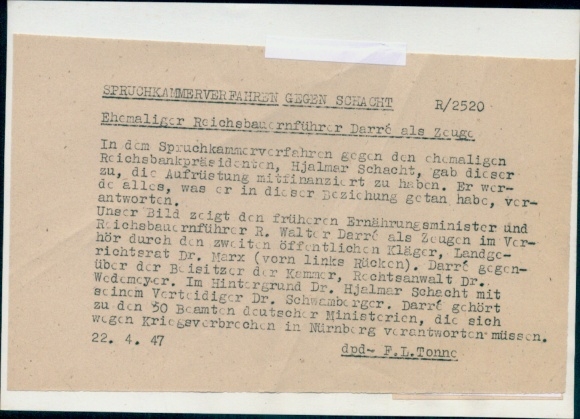 SPRUCHKAMMERVERFAHREN GEGEN SCHACHT R/2520
Ehemaliger Reichsbauernführer Darré als Zeuge
In dem Spruchkammerverfahren gegen den ehemaligen
Reichsbankpräsidenten, Hjalmar Schacht, gab dieser
zu, die Aufrüstung mitfinanziert zu haben. Er wer-
de alles, was er in dieser Beziehung getan habe, ver-
antworten.
Unser Bild zeigt den früheren Ernährungsminister und
Reichsbauernführer R. Walter Darré als Zeugen im Ver-
hör durch den zweiten öffentlichen Kläger, Landge-
richtsrat Dr. Marx (vorn links Rücken). Darré gegen-
über der Beisitzer der Kammer, Rechtsanwalt Dr.
Wedemeyer. Im Hintergrund Dr. Hjalmar Schacht mit
seinem Verteidiger Dr. Schwamberger. Darré gehört
zu den 50 Beamten deutscher Ministerien, die sich
wegen Kriegsverbrechen in Nürnberg verantworten müssen.
22. 4. 47
dpd- F.L.Tonne